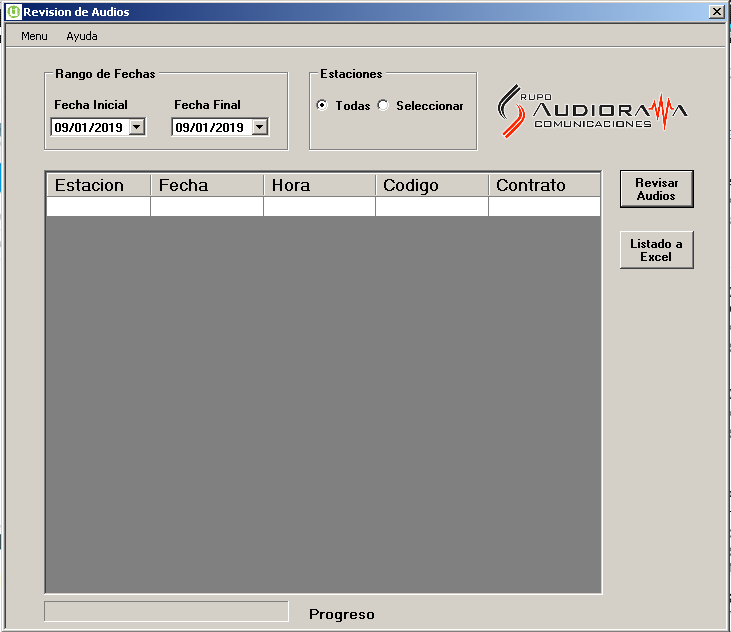 Revision de Audios
Menu Ayuda
Rango de Fechas
Estaciones
Fecha Inicial Fecha Final
Todas Seleccionar
09/01/2019 09/01/2019
GRUPO
AUDIORAMA
COMUNICACIONES
Estacion Fecha Hora Codigo Contrato
Revisar
Audios
Listado a
Excel
Progreso